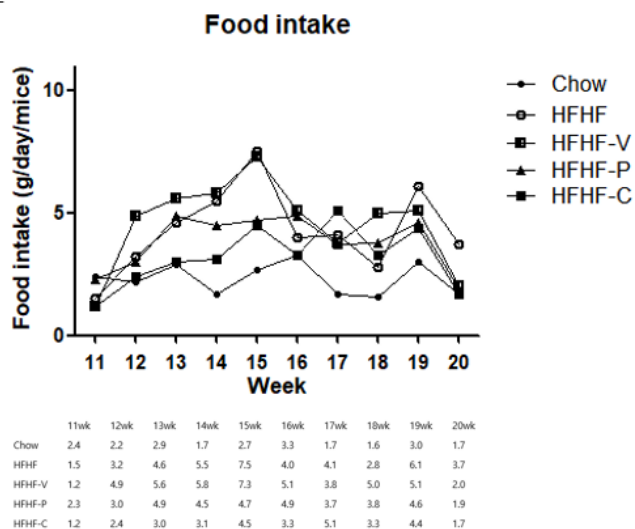 Food intake
Food intake (g/day/mice)
10
5
0
11 12 13 14 15 16 17 18 19 20
Week
Chow
HFHF
HFHF-V
HFHF-P
HFHF-C
11wk 12wk 13wk 14wk 15wk 16wk 17wk 18wk 19wk 20wk
Chow 2.4 2.2 2.9 1.7 2.7 3.3 1.7 1.6 3.0 1.7
HFHF 1.5 3.2 4.6 5.5 7.5 4.0 4.1 2.8 6.1 3.7
HFHF-V 1.2 4.9 5.6 5.8 7.3 5.1 3.8 5.0 5.1 2.0
HFHF-P 2.3 3.0 4.9 4.5 4.7 4.9 3.7 3.8 4.6 1.9
HFHF-C 1.2 2.4 3.0 3.1 4.5 3.3 5.1 3.3 4.4 1.7